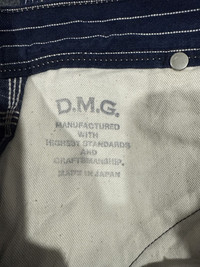 D.M.G.
MANUFACTURED
WITH
HIGHEST STANDARDS
AND
CRAFTSMANSHIP.
MADE IN JAPAN